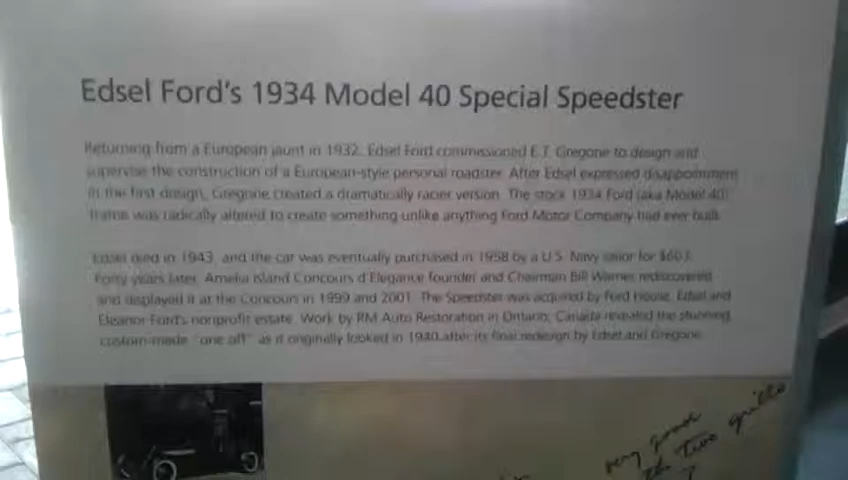 Edsel Ford's 1934 Model 40 Special Speedster
Returning from a European jaunt in 1932, Edsel Ford commissioned E.T. Gregorie to design and
supervise the construction of a European-style personal roadster. After Edsel expressed disappointment
in the first design, Gregorie created a dramatically racier version. The stock 1934 Ford (aka Model 40)
frame was radically altered to create something unlike anything Ford Motor Company had ever built.
Edsel died in 1943, and the car was eventually purchased in 1958 by a U.S. Navy sailor for
Forty years later, Amelia Island Concours d'Elegance founder and Chairman Bill Warner rediscovered
and displayed it at the Concours in 1999 and 2001. The Speedster was acquired by Ford House, Edsel and
Eleanor Ford's nonprofit estate. Work by RM Auto Restoration in Ontario, Canada revealed the stunning
custom-made "one off" as it originally looked in 1940 after its final redesign by Edsel and Gregorie.
very good
two grills